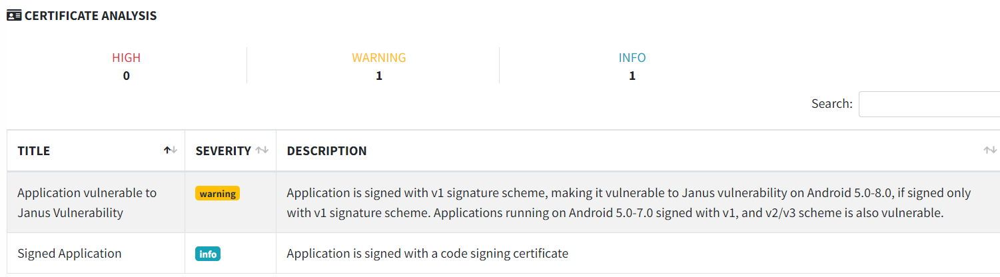 CERTIFICATE ANALYSIS
HIGH
0
WARNING
1
INFO
1
Search:
TITLE SEVERITY DESCRIPTION
Application vulnerable to
Janus Vulnerability
warning
Application is signed with v1 signature scheme, making it vulnerable to Janus vulnerability on Android 5.0-8.0, if signed only
with v1 signature scheme. Applications running on Android 5.0-7.0 signed with v1, and v2/v3 scheme is also vulnerable.
Signed Application
info
Application is signed with a code signing certificate